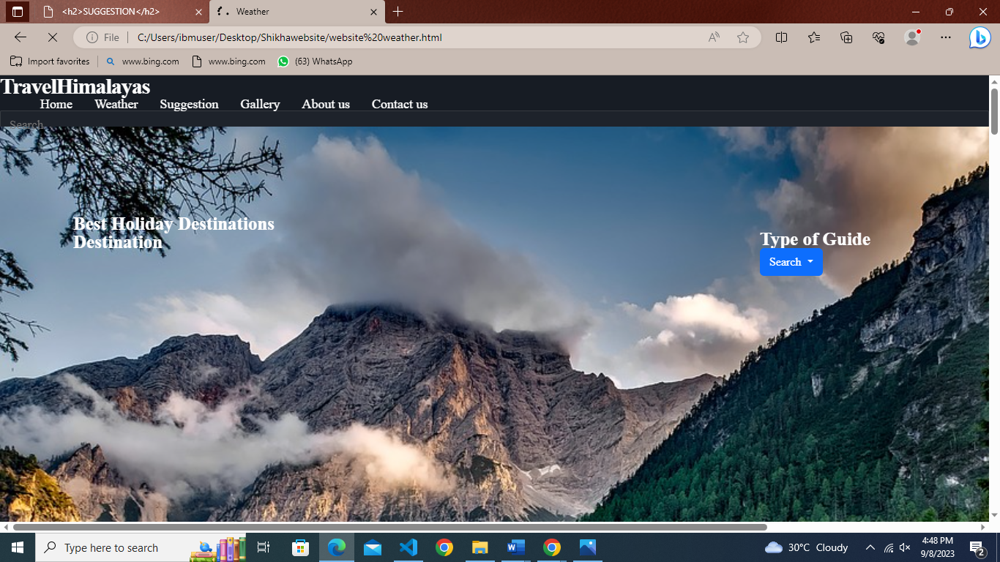 <h2>SUGGESTION</h2>
Weather
File
C:/Users/ibmuser/Desktop/Shikhawebsite/website%20weather.html
Import favorites
www.bing.com
www.bing.com
(63) WhatsApp
TravelHimalayas
Home Weather Suggestion Gallery About us Contact us
Search
Best Holiday Destinations
Destination
Type of Guide
Search
Type here to search
30°C Cloudy
4:48 PM
9/8/2023
2